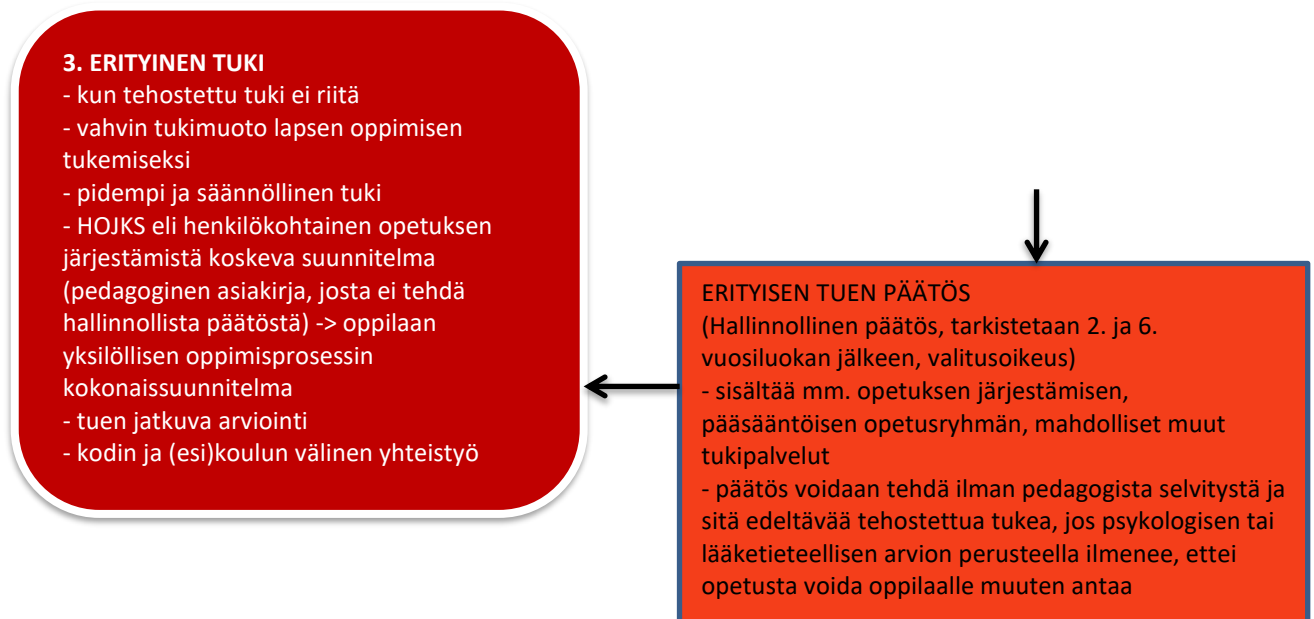 3. ERITYINEN TUKI
- kun tehostettu tuki ei riitä
- vahvin tukimuoto lapsen oppimisen
tukemiseksi
- pidempi ja säännöllinen tuki
- HOJKS eli henkilökohtainen opetuksen
järjestämistä koskeva suunnitelma
(pedagoginen asiakirja, josta ei tehdä
hallinnollista päätöstä) -> oppilaan
yksilöllisen oppimisprosessin
kokonaissuunnitelma
- tuen jatkuva arviointi
- kodin ja (esi)koulun välinen yhteistyö
ERITYISEN TUEN PÄÄTÖS
(Hallinnollinen päätös, tarkistetaan 2. ja 6.
vuosiluokan jälkeen, valitusoikeus)
- sisältää mm. opetuksen järjestämisen,
pääsääntöisen opetusryhmän, mahdolliset muut
tukipalvelut
- päätös voidaan tehdä ilman pedagogista selvitystä ja
sitä edeltävää tehostettua tukea, jos psykologisen tai
lääketieteellisen arvion perusteella ilmenee, ettei
opetusta voida oppilaalle muuten antaa